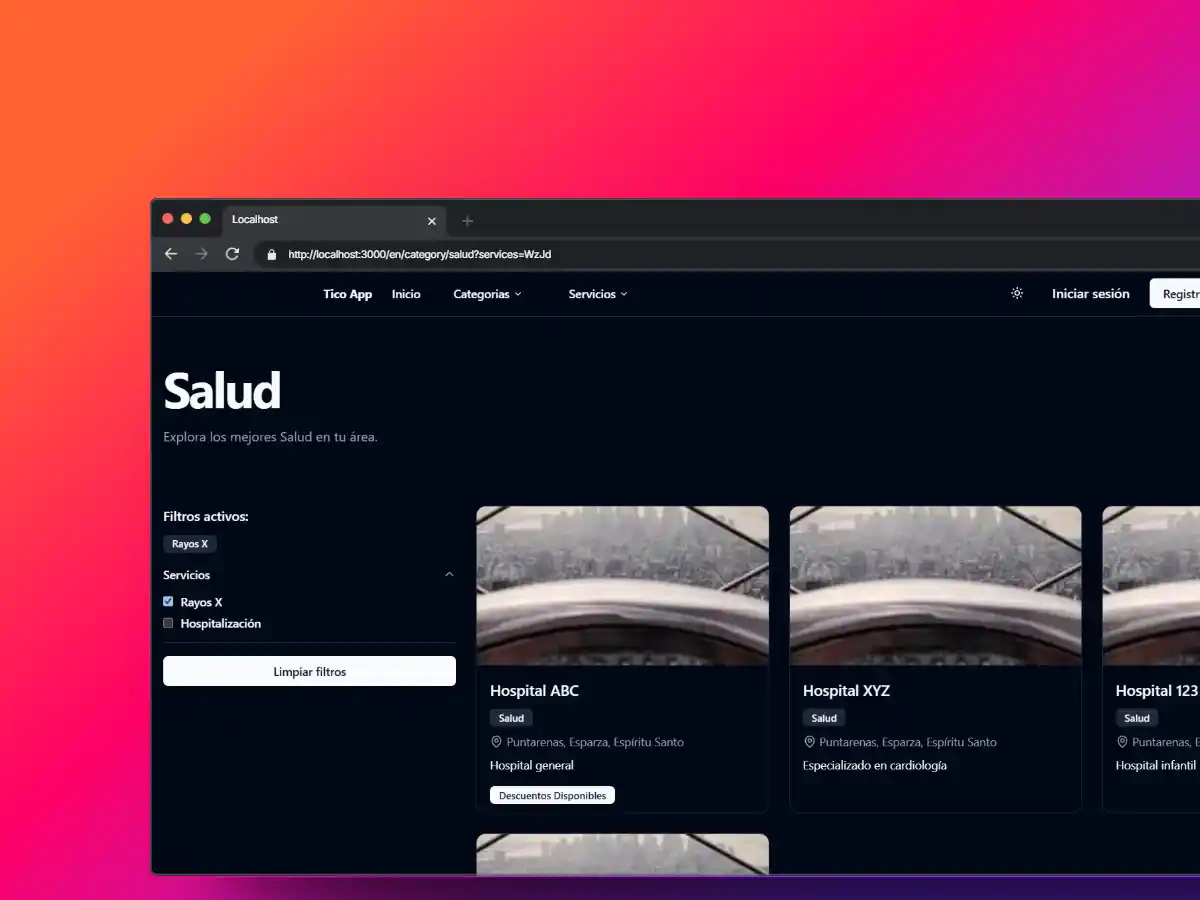 Localhost
http://localhost:3000/en/category/salud?services=WzJd
Tico App Inicio Categorias Servicios Iniciar sesión Registr
Salud
Explora los mejores Salud en tu área.
Filtros activos:
Rayos X
Servicios
Rayos X
Hospitalización
Limpiar filtros
Hospital ABC
Salud
Puntarenas, Esparza, Espíritu Santo
Hospital general
Descuentos Disponibles
Hospital XYZ
Salud
Puntarenas, Esparza, Espíritu Santo
Especializado en cardiología
Hospital 123
Salud
Puntarenas, E
Hospital infantil